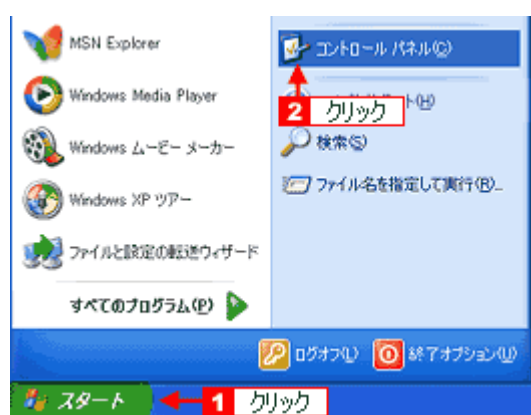 MSN Explorer
Windows Media Player
Windows ムービー メーカー
Windows XP ツアー
ファイルと設定の転送ウィザード
すべてのプログラム(P)
コントロール パネル(C)
2 クリック
ト(H)
検索(S)
ファイル名を指定して実行(R)...
ログオフ(L)
終了オプション(U)
スタート
1 クリック